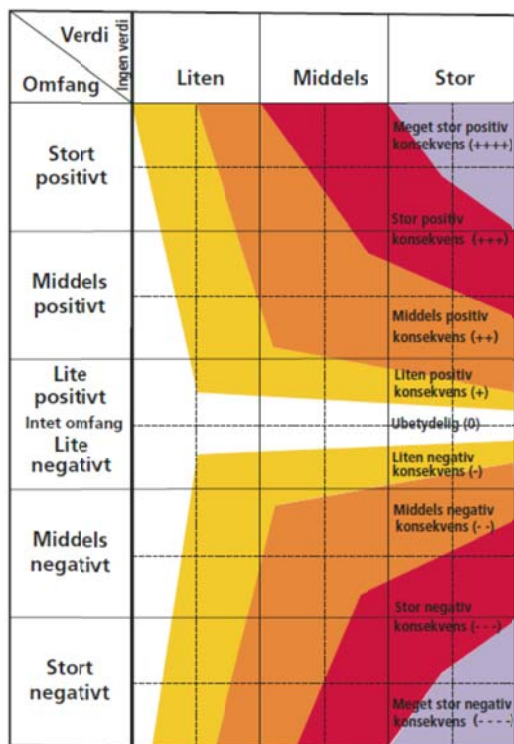 Verdi
Ingen verdi
Omfang
Liten
Middels
Stor
Stort
positivt
Meget stor positiv
konsekvens (++++)
Stor positiv
konsekvens (+++)
Middels
positivt
Middels positiv
konsekvens (++)
Lite
positivt
Liten positiv
konsekvens (+)
Intet omfang
Ubetydelig (0)
Lite
negativt
Liten negativ
konsekvens (-)
Middels
negativt
Middels negativ
konsekvens (- -)
Stor negativ
konsekvens (- - -)
Stort
negativt
Meget stor negativ
konsekvens (- - - -)